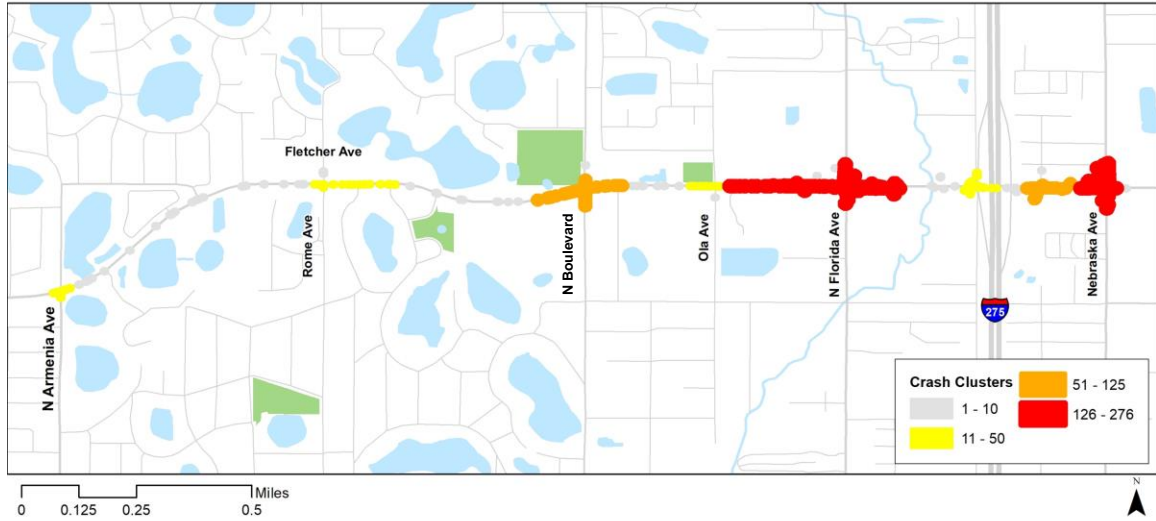 Fletcher Ave
N Armenia Ave
Rome Ave
N Boulevard
Ola Ave
N Florida Ave
Nebraska Ave
275
Crash Clusters
1 - 10
11 - 50
51 - 125
126 - 276
Miles
0 0.125 0.25 0.5
N